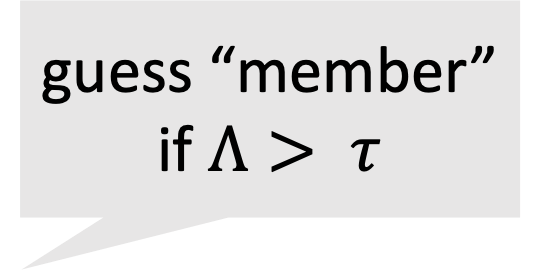 guess “member”
if Λ > τ